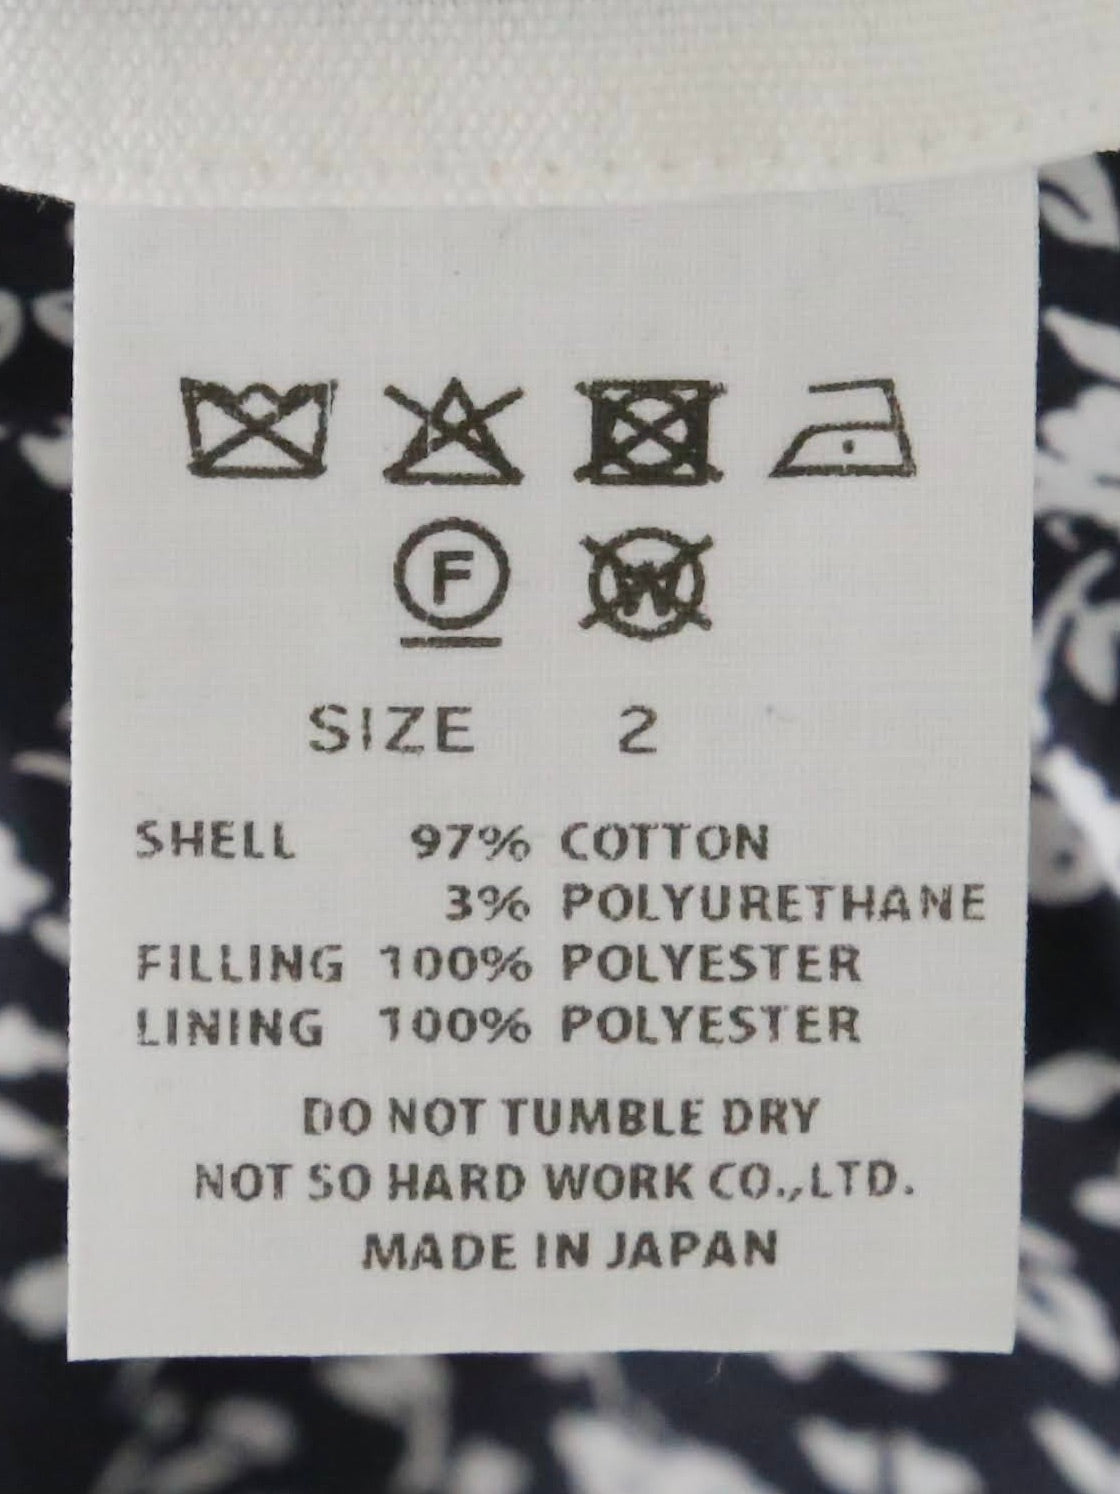 F W
SIZE 2
SHELL 97% COTTON
3% POLYURETHANE
FILLING 100% POLYESTER
LINING 100% POLYESTER
DO NOT TUMBLE DRY
NOT SO HARD WORK CO.,LTD.
MADE IN JAPAN